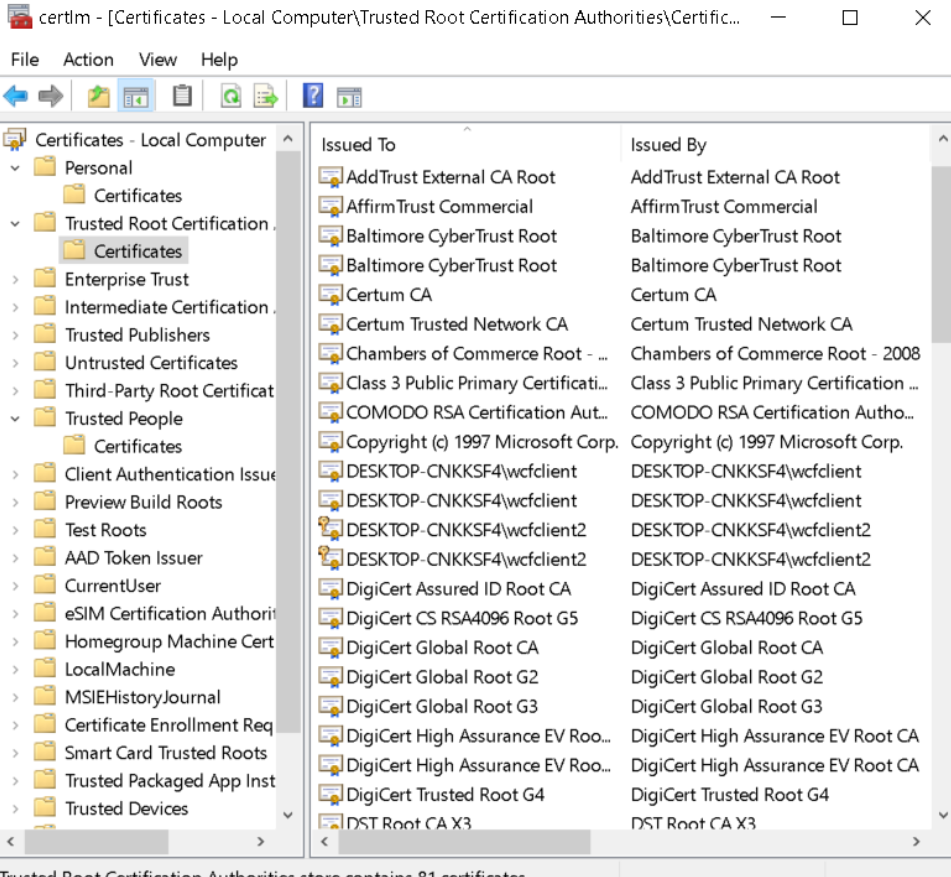 certlm - [Certificates - Local Computer\Trusted Root Certification Authorities\Certific...
File Action View Help
Certificates - Local Computer
Personal
Certificates
Trusted Root Certification
Certificates
Enterprise Trust
Intermediate Certification
Trusted Publishers
Untrusted Certificates
Third-Party Root Certificat
Trusted People
Certificates
Client Authentication Issue
Preview Build Roots
Test Roots
AAD Token Issuer
CurrentUser
eSIM Certification Authorit
Homegroup Machine Cert
LocalMachine
MSIEHistoryJournal
Certificate Enrollment Req
Smart Card Trusted Roots
Trusted Packaged App Inst
Trusted Devices
Issued To Issued By
AddTrust External CA Root AddTrust External CA Root
AffirmTrust Commercial AffirmTrust Commercial
Baltimore CyberTrust Root Baltimore CyberTrust Root
Baltimore CyberTrust Root Baltimore CyberTrust Root
Certum CA Certum CA
Certum Trusted Network CA Certum Trusted Network CA
Chambers of Commerce Root - ... Chambers of Commerce Root - 2008
Class 3 Public Primary Certificati... Class 3 Public Primary Certification ...
COMODO RSA Certification Aut... COMODO RSA Certification Autho...
Copyright (c) 1997 Microsoft Corp. Copyright (c) 1997 Microsoft Corp.
DESKTOP-CNKKSF4\wcfclient DESKTOP-CNKKSF4\wcfclient
DESKTOP-CNKKSF4\wcfclient DESKTOP-CNKKSF4\wcfclient
DESKTOP-CNKKSF4\wcfclient2 DESKTOP-CNKKSF4\wcfclient2
DESKTOP-CNKKSF4\wcfclient2 DESKTOP-CNKKSF4\wcfclient2
DigiCert Assured ID Root CA DigiCert Assured ID Root CA
DigiCert CS RSA4096 Root G5 DigiCert CS RSA4096 Root G5
DigiCert Global Root CA DigiCert Global Root CA
DigiCert Global Root G2 DigiCert Global Root G2
DigiCert Global Root G3 DigiCert Global Root G3
DigiCert High Assurance EV Roo... DigiCert High Assurance EV Root CA
DigiCert High Assurance EV Roo... DigiCert High Assurance EV Root CA
DigiCert Trusted Root G4 DigiCert Trusted Root G4
DST Root CA X3 DST Root CA X3
Trusted Root Certification Authorities store contains 81 certificates.